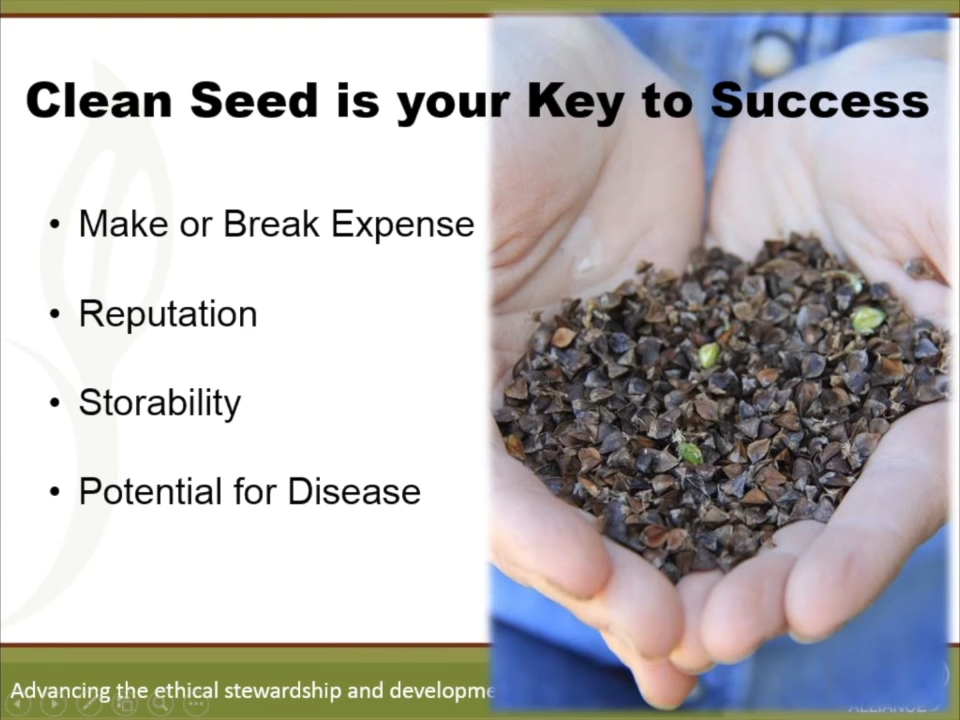 Clean Seed is your Key to Success
• Make or Break Expense
• Reputation
• Storability
• Potential for Disease
Advancing the ethical stewardship and developme
ALLIANCE